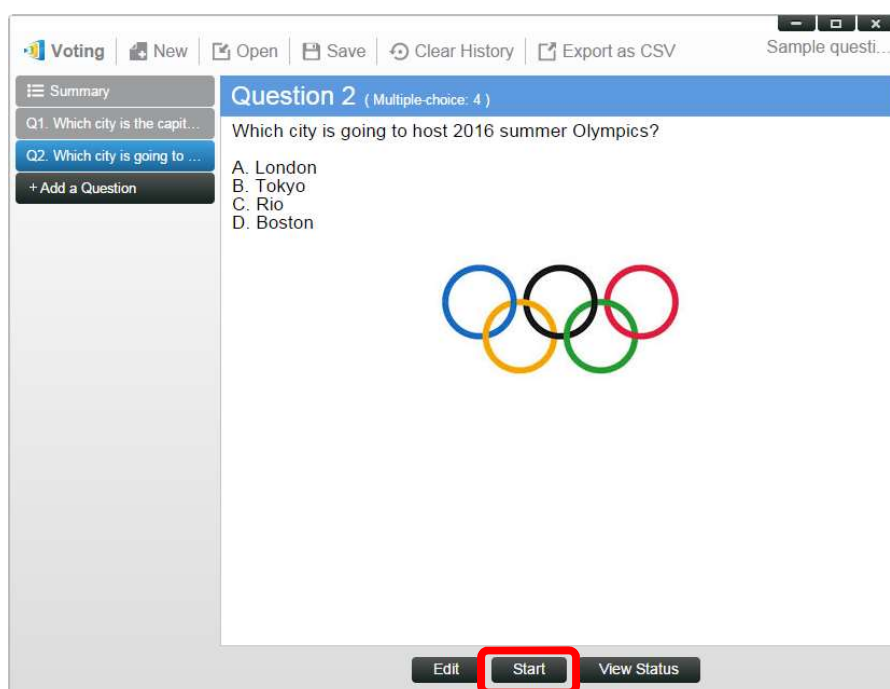 Voting New Open Save Clear History Export as CSV Sample questi...
Summary
Q1. Which city is the capit...
Q2. Which city is going to ...
+ Add a Question
Question 2 ( Multiple-choice: 4 )
Which city is going to host 2016 summer Olympics?
A. London
B. Tokyo
C. Rio
D. Boston
Edit Start View Status